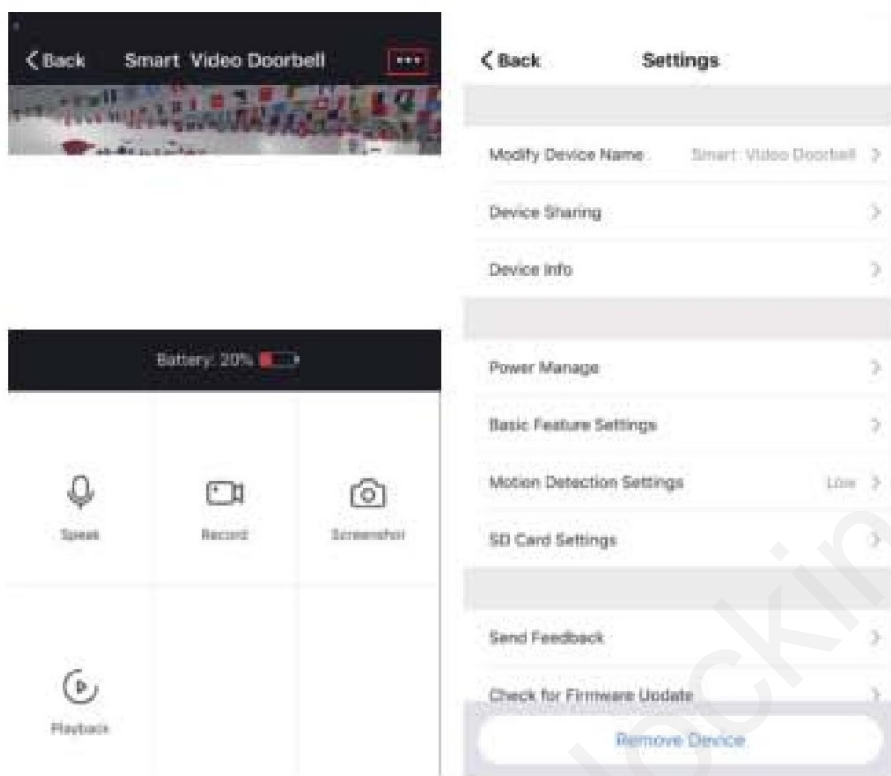 Back
Smart Video Doorbell
Battery: 20%
Speak
Record
Screenshot
Playback
Back
Settings
Modify Device Name
Smart Video Doorbell
Device Sharing
Device Info
Power Manage
Basic Feature Settings
Motion Detection Settings
Low
SD Card Settings
Send Feedback
Check for Firmware Update
Remove Device